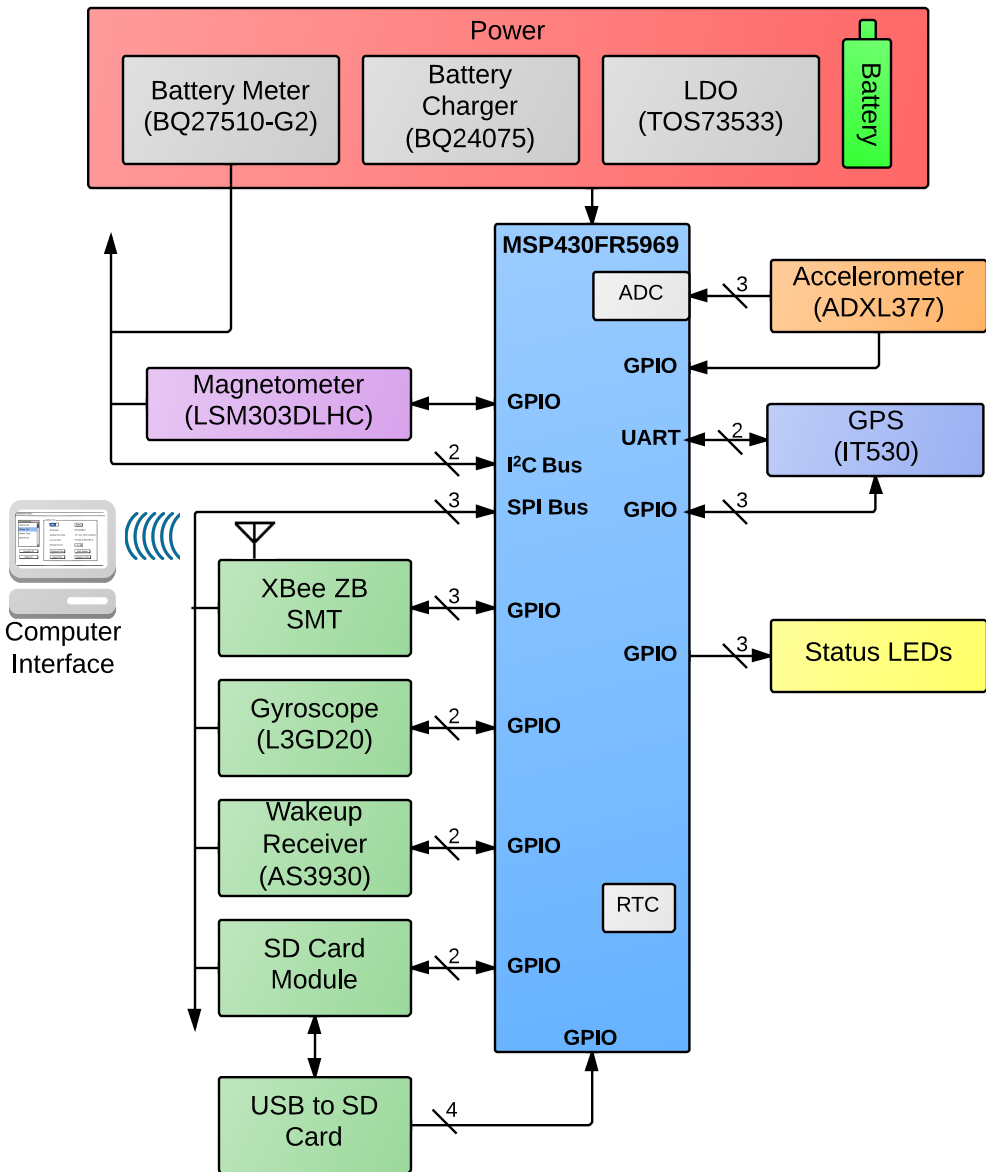 Power
Battery Meter
(BQ27510-G2)
Battery
Charger
(BQ24075)
LDO
(TOS73533)
Battery
MSP430FR5969
ADC
3
Accelerometer
(ADXL377)
GPIO
Magnetometer
(LSM303DLHC)
GPIO
UART
2
GPS
(IT530)
2
I²C Bus
3
SPI Bus
GPIO
3
Computer
Interface
XBee ZB
SMT
3
GPIO
GPIO
3
Status LEDs
Gyroscope
(L3GD20)
2
GPIO
Wakeup
Receiver
(AS3930)
2
GPIO
RTC
SD Card
Module
2
GPIO
GPIO
USB to SD
Card
4